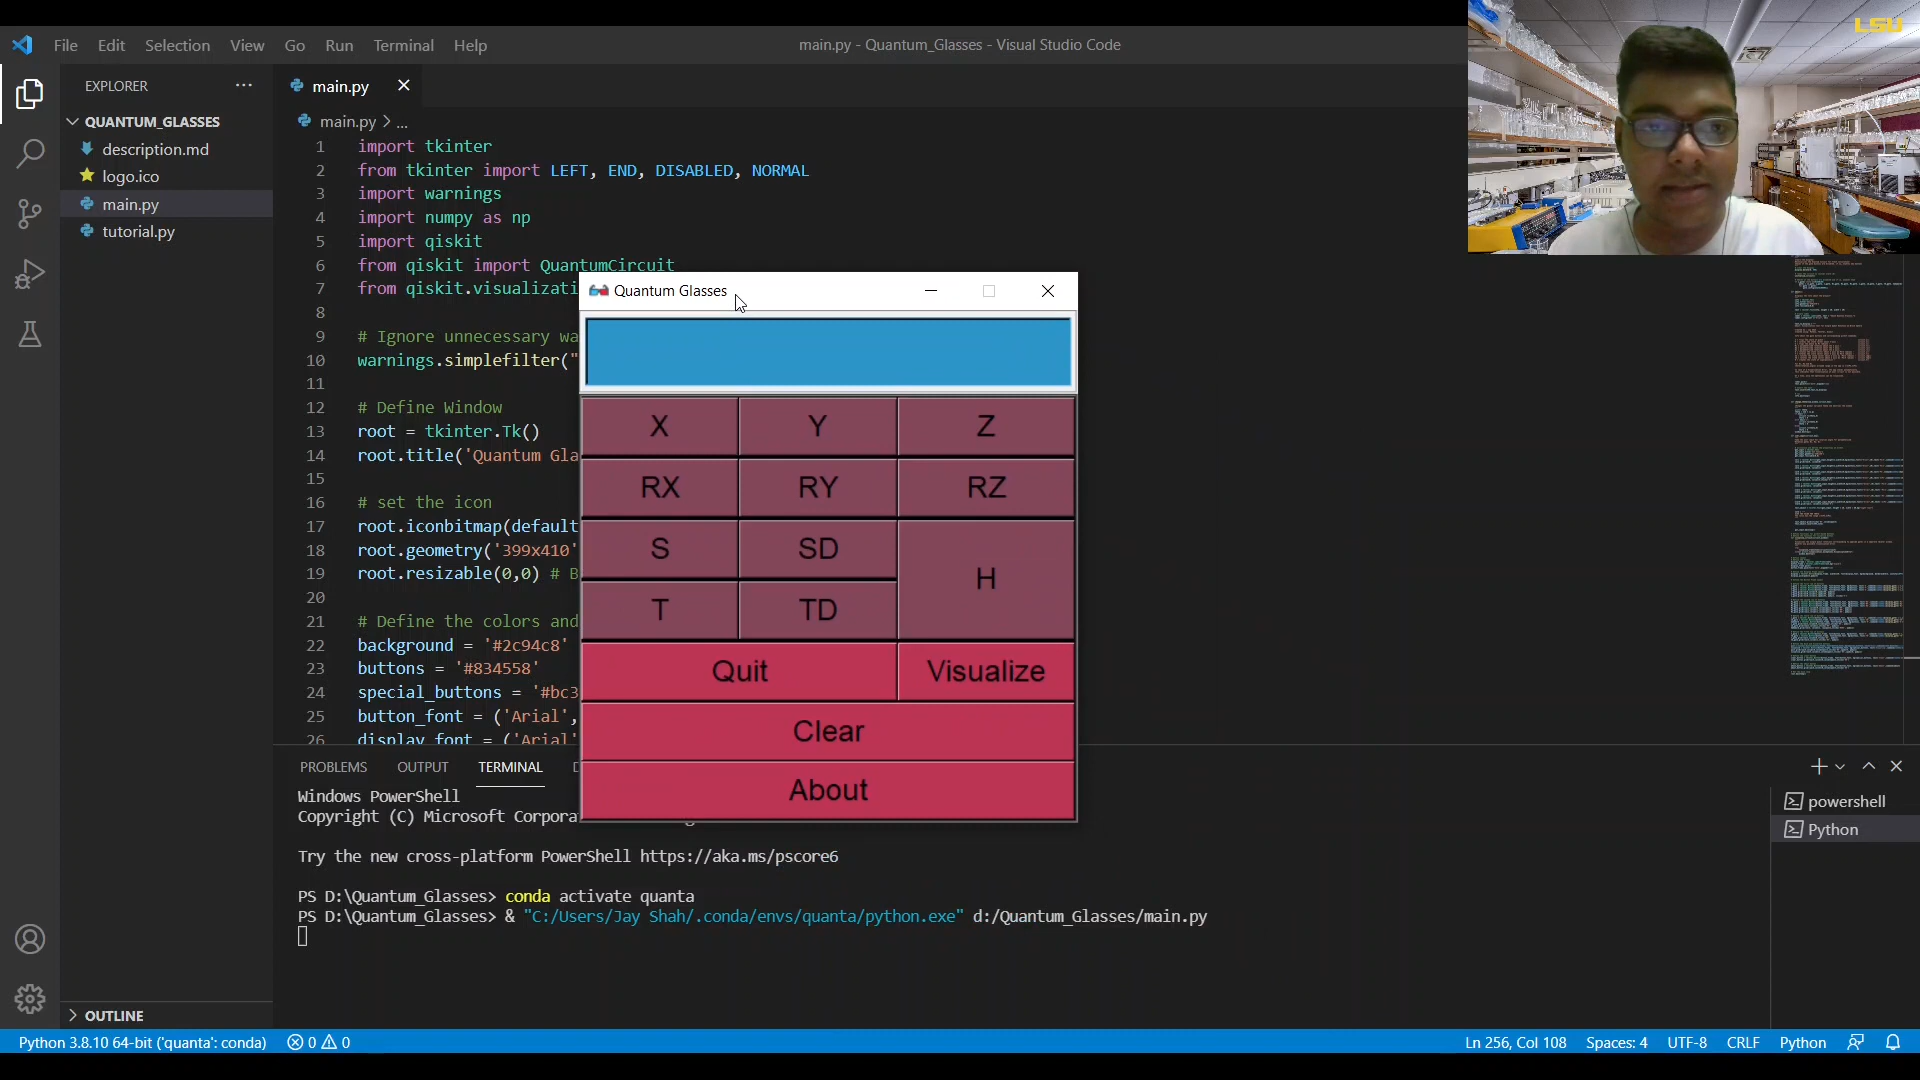 File Edit Selection View Go Run Terminal Help
main.py - Quantum_Glasses - Visual Studio Code
LSU
EXPLORER
QUANTUM_GLASSES
description.md
logo.ico
main.py
tutorial.py
OUTLINE
main.py
main.py > ...
1 import tkinter
2 from tkinter import LEFT, END, DISABLED, NORMAL
3 import warnings
4 import numpy as np
5 import qiskit
6 from qiskit import QuantumCircuit
7 from qiskit.visualizati
8
9 # Ignore unnecessary wa
10 warnings.simplefilter("
11
12 # Define Window
13 root = tkinter.Tk()
14 root.title('Quantum Gla
15
16 # set the icon
17 root.iconbitmap(default
18 root.geometry('399x410'
19 root.resizable(0,0) # B
20
21 # Define the colors and
22 background = '#2c94c8'
23 buttons = '#834558'
24 special_buttons = '#bc3
25 button_font = ('Arial',
26 display_font = ('Arial'
Quantum Glasses
X Y Z
RX RY RZ
S SD H
T TD
Quit Visualize
Clear
About
PROBLEMS OUTPUT TERMINAL
Windows PowerShell
Copyright (C) Microsoft Corpora
Try the new cross-platform PowerShell https://aka.ms/pscore6
PS D:\Quantum_Glasses> conda activate quanta
PS D:\Quantum_Glasses> & "C:/Users/Jay Shah/.conda/envs/quanta/python.exe" d:/Quantum_Glasses/main.py
powershell
Python
Python 3.8.10 64-bit ('quanta': conda) 0 0
Ln 256, Col 108 Spaces: 4 UTF-8 CRLF Python